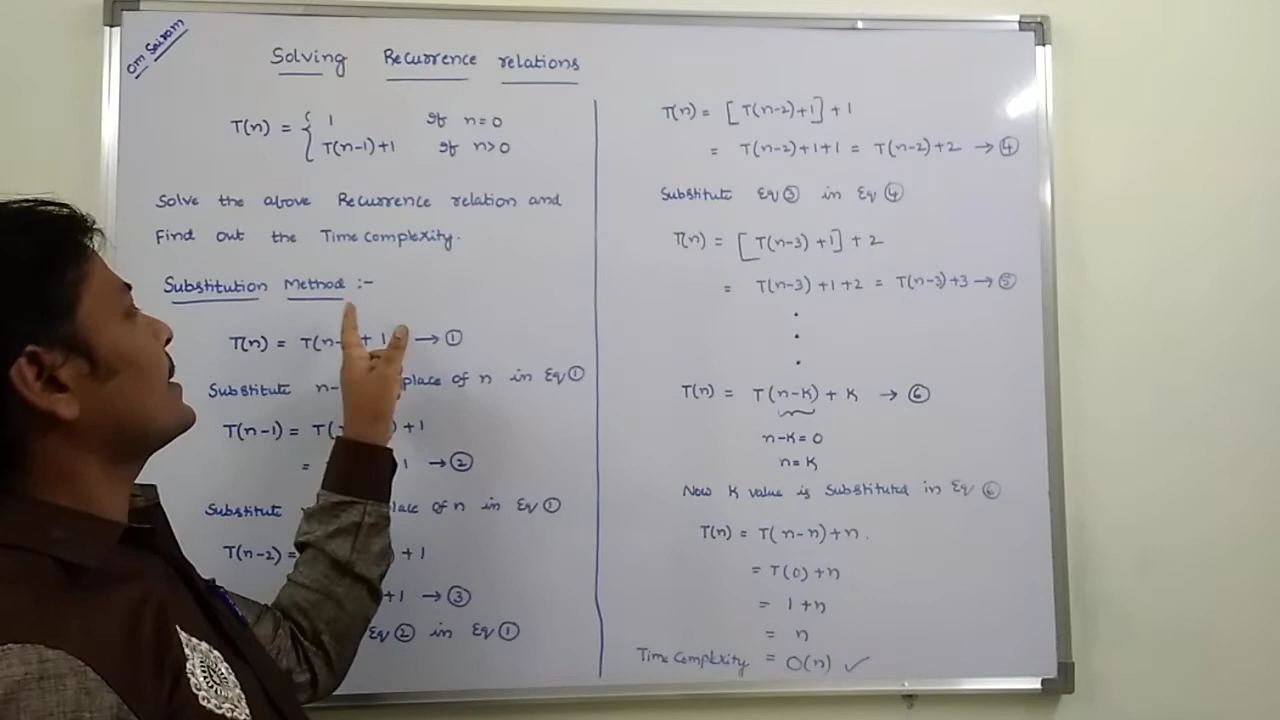 Om Sairam
Solving Recurrence relations
T(n) = { 1 if n=0
T(n-1)+1 if n>0
Solve the above Recurrence relation and
Find out the Time complexity.
Substitution Method :-
T(n) = T(n- + 1 → ①
Substitute n- place of n in Eq ①
T(n-1) = T( ) + 1
= 1 → ②
Substitute place of n in Eq ①
T(n-2) = ) + 1
+1 → ③
Eq ② in Eq ①
T(n) = [T(n-2)+1] + 1
= T(n-2)+1+1 = T(n-2)+2 → ④
Substitute Eq ③ in Eq ④
T(n) = [T(n-3)+1] + 2
= T(n-3)+1+2 = T(n-3)+3 → ⑤
.
.
.
T(n) = T(n-K) + K → ⑥
n-K=0
n=K
Now K value is Substituted in Eq ⑥
T(n) = T(n-n)+n.
= T(0)+n
= 1+n
= n
Time Complexity = O(n) ✓